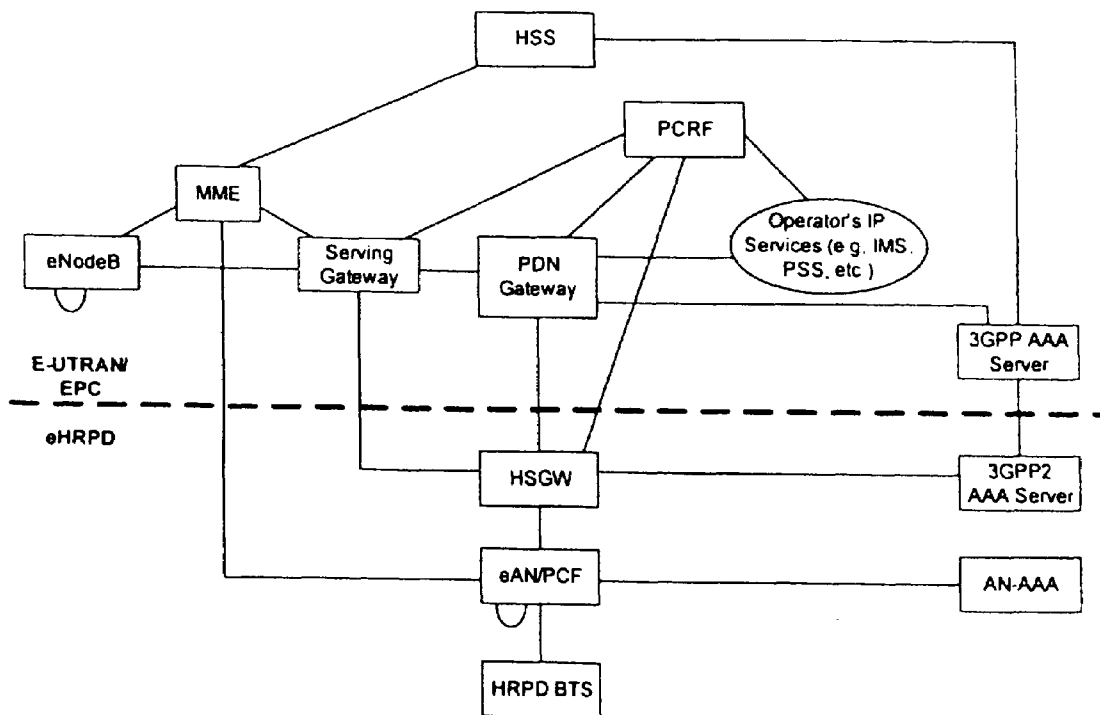 HSS
PCRF
MME
Operator's IP
Services (e g, IMS,
PSS, etc )
eNodeB
Serving
Gateway
PDN
Gateway
3GPP AAA
Server
E-UTRAN/
EPC
eHRPD
HSGW
3GPP2
AAA Server
eAN/PCF
AN-AAA
HRPD BTS